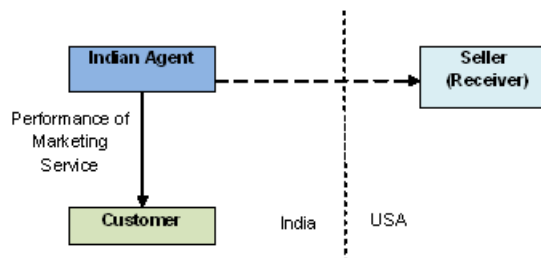 Indian Agent
Seller
(Receiver)
Performance of
Marketing
Service
Customer
India
USA